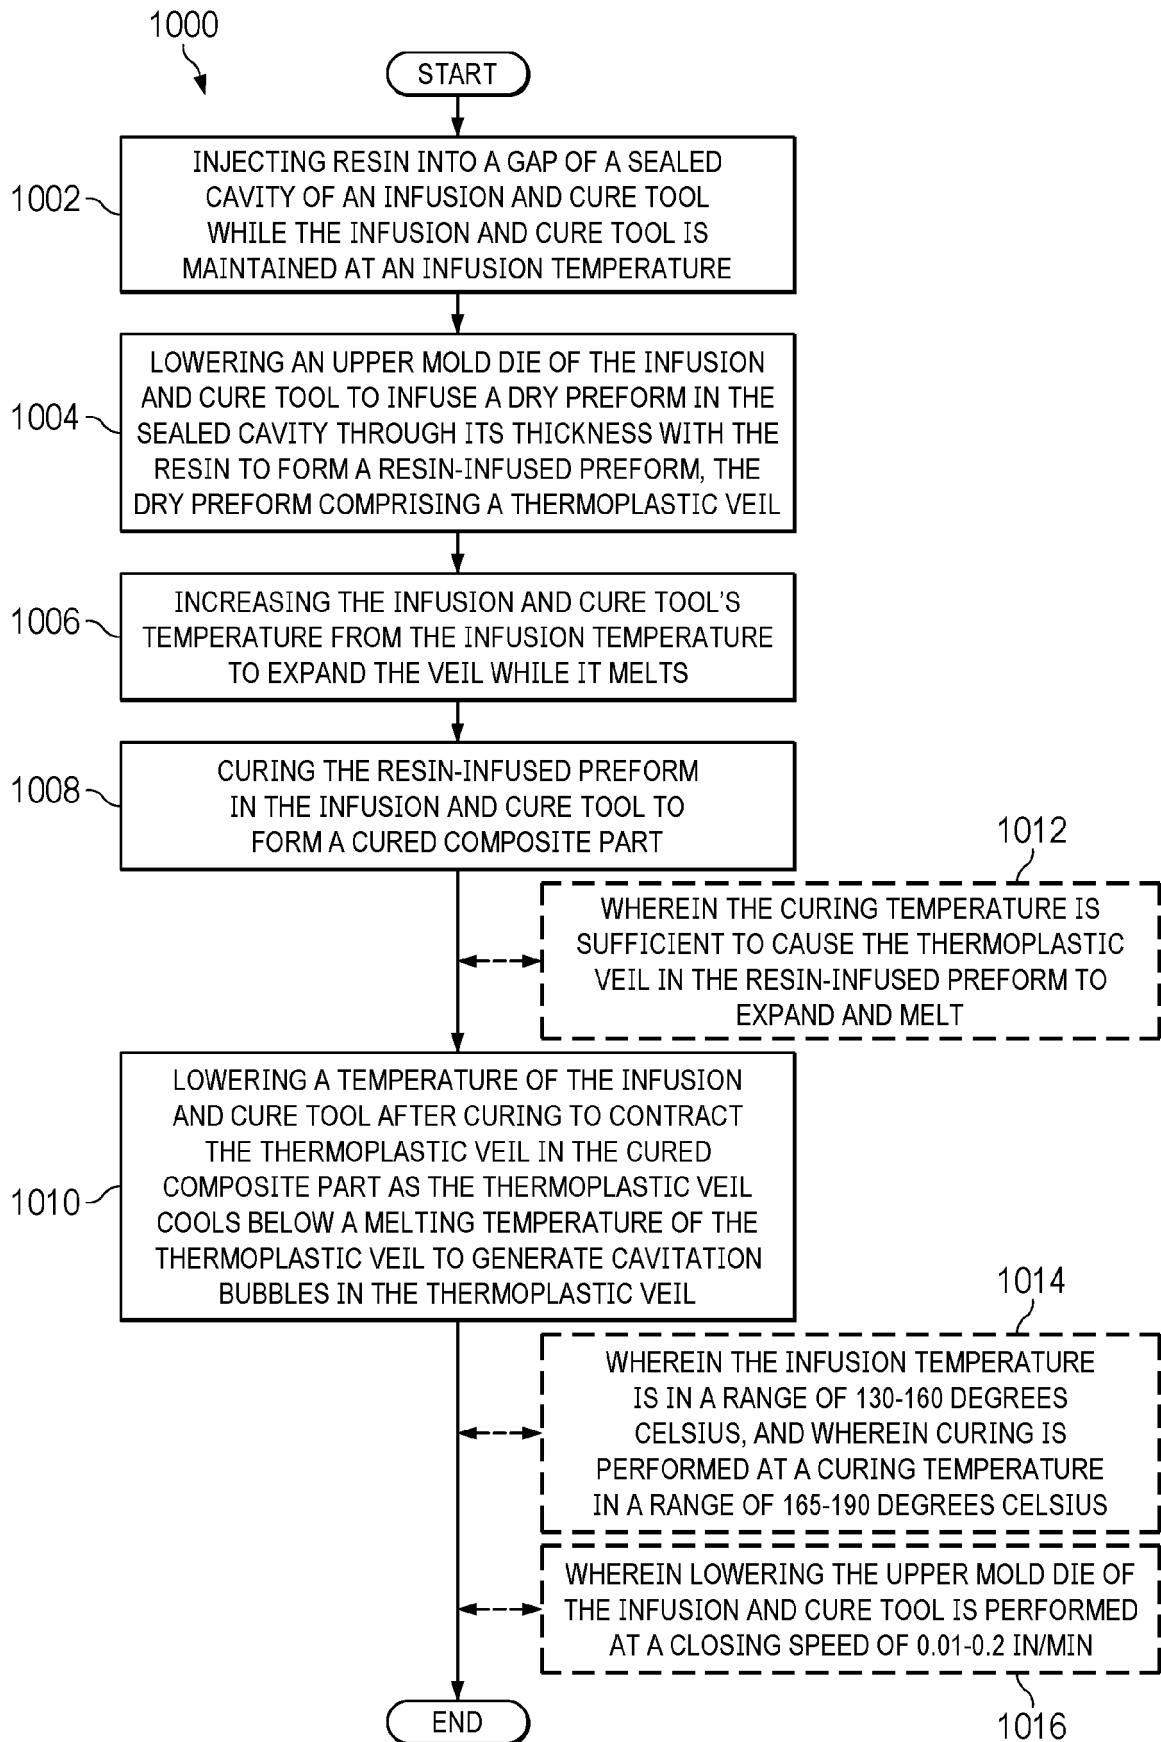 1000
START
1002
INJECTING RESIN INTO A GAP OF A SEALED
CAVITY OF AN INFUSION AND CURE TOOL
WHILE THE INFUSION AND CURE TOOL IS
MAINTAINED AT AN INFUSION TEMPERATURE
1004
LOWERING AN UPPER MOLD DIE OF THE INFUSION
AND CURE TOOL TO INFUSE A DRY PREFORM IN THE
SEALED CAVITY THROUGH ITS THICKNESS WITH THE
RESIN TO FORM A RESIN-INFUSED PREFORM, THE
DRY PREFORM COMPRISING A THERMOPLASTIC VEIL
1006
INCREASING THE INFUSION AND CURE TOOL'S
TEMPERATURE FROM THE INFUSION TEMPERATURE
TO EXPAND THE VEIL WHILE IT MELTS
1008
CURING THE RESIN-INFUSED PREFORM
IN THE INFUSION AND CURE TOOL TO
FORM A CURED COMPOSITE PART
1012
WHEREIN THE CURING TEMPERATURE IS
SUFFICIENT TO CAUSE THE THERMOPLASTIC
VEIL IN THE RESIN-INFUSED PREFORM TO
EXPAND AND MELT
1010
LOWERING A TEMPERATURE OF THE INFUSION
AND CURE TOOL AFTER CURING TO CONTRACT
THE THERMOPLASTIC VEIL IN THE CURED
COMPOSITE PART AS THE THERMOPLASTIC VEIL
COOLS BELOW A MELTING TEMPERATURE OF THE
THERMOPLASTIC VEIL TO GENERATE CAVITATION
BUBBLES IN THE THERMOPLASTIC VEIL
1014
WHEREIN THE INFUSION TEMPERATURE
IS IN A RANGE OF 130-160 DEGREES
CELSIUS, AND WHEREIN CURING IS
PERFORMED AT A CURING TEMPERATURE
IN A RANGE OF 165-190 DEGREES CELSIUS
WHEREIN LOWERING THE UPPER MOLD DIE OF
THE INFUSION AND CURE TOOL IS PERFORMED
AT A CLOSING SPEED OF 0.01-0.2 IN/MIN
1016
END